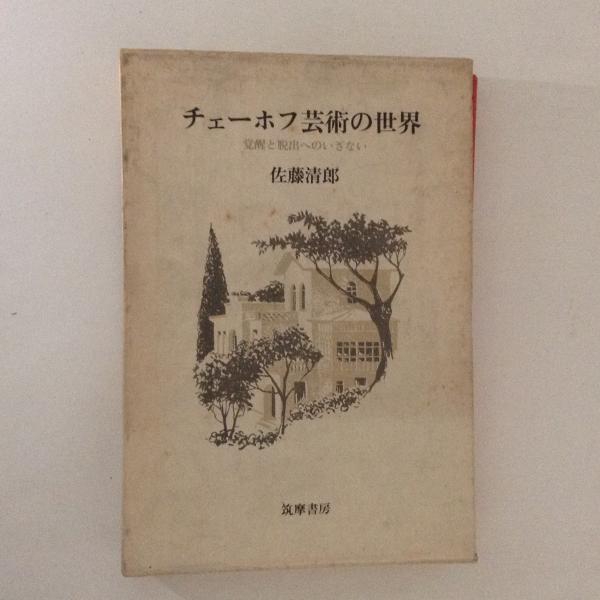 チェーホフ芸術の世界
覚醒と脱出へのいざない
佐藤清郎
筑摩書房